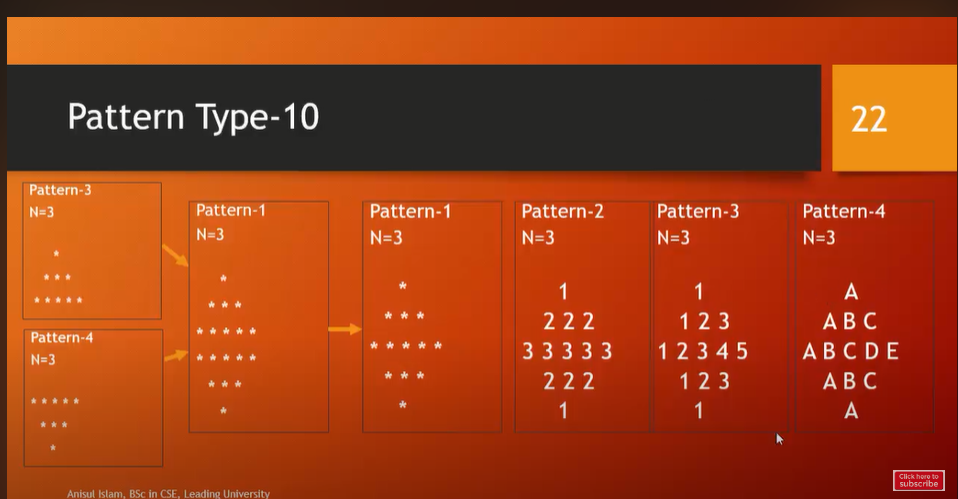 Pattern Type-10
22
Pattern-3
N=3
*
* * *
* * * * *
Pattern-4
N=3
* * * * *
* * *
*
Pattern-1
N=3
*
* * *
* * * * *
* * * * *
* * *
*
Pattern-1
N=3
*
* * *
* * * * *
* * *
*
Pattern-2
N=3
1
2 2 2
3 3 3 3 3
2 2 2
1
Pattern-3
N=3
1
1 2 3
1 2 3 4 5
1 2 3
1
Pattern-4
N=3
A
A B C
A B C D E
A B C
A
Anisul Islam, BSc in CSE, Leading University
Click here to
subscribe